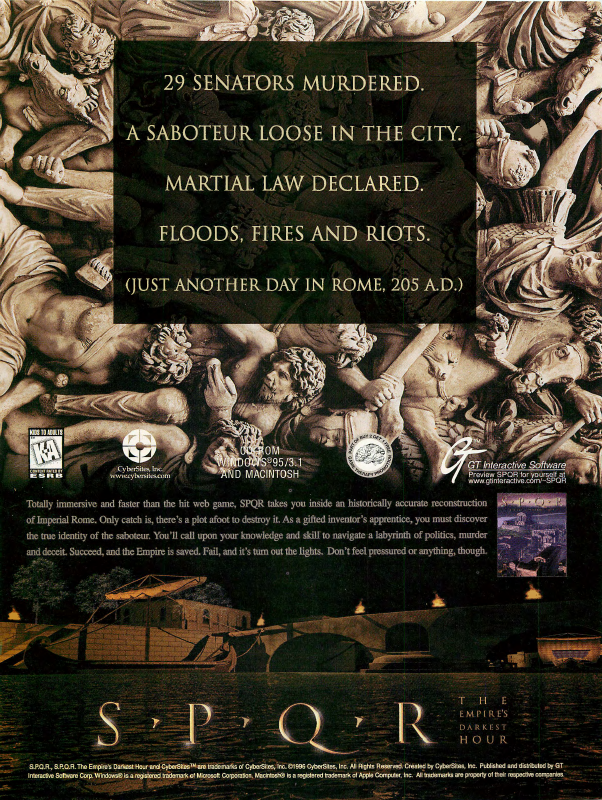 29 SENATORS MURDERED.
A SABOTEUR LOOSE IN THE CITY.
MARTIAL LAW DECLARED.
FLOODS, FIRES AND RIOTS.
(JUST ANOTHER DAY IN ROME, 205 A.D.)
KIDS TO ADULTS
K-A
CONTENT RATED BY
ESRB
CyberSites, Inc.
www.cybersites.com
CD-ROM
WINDOWS®95/3.1
AND MACINTOSH
GT Interactive Software
Preview SPQR for yourself at
www.gtinteractive.com/~SPQR
Totally immersive and faster than the hit web game, SPQR takes you inside an historically accurate reconstruction
of Imperial Rome. Only catch is, there's a plot afoot to destroy it. As a gifted inventor's apprentice, you must discover
the true identity of the saboteur. You'll call upon your knowledge and skill to navigate a labyrinth of politics, murder
and deceit. Succeed, and the Empire is saved. Fail, and it's turn out the lights. Don't feel pressured or anything, though.
S·P·Q·R
S·P·Q·R
THE
EMPIRE'S
DARKEST
HOUR
S.P.Q.R., S.P.Q.R. The Empire's Darkest Hour and CyberSites™ are trademarks of CyberSites, Inc. ©1996 CyberSites, Inc. All Rights Reserved. Created by CyberSites, Inc. Published and distributed by GT
Interactive Software Corp. Windows® is a registered trademark of Microsoft Corporation, Macintosh® is a registered trademark of Apple Computer, Inc. All trademarks are property of their respective companies.